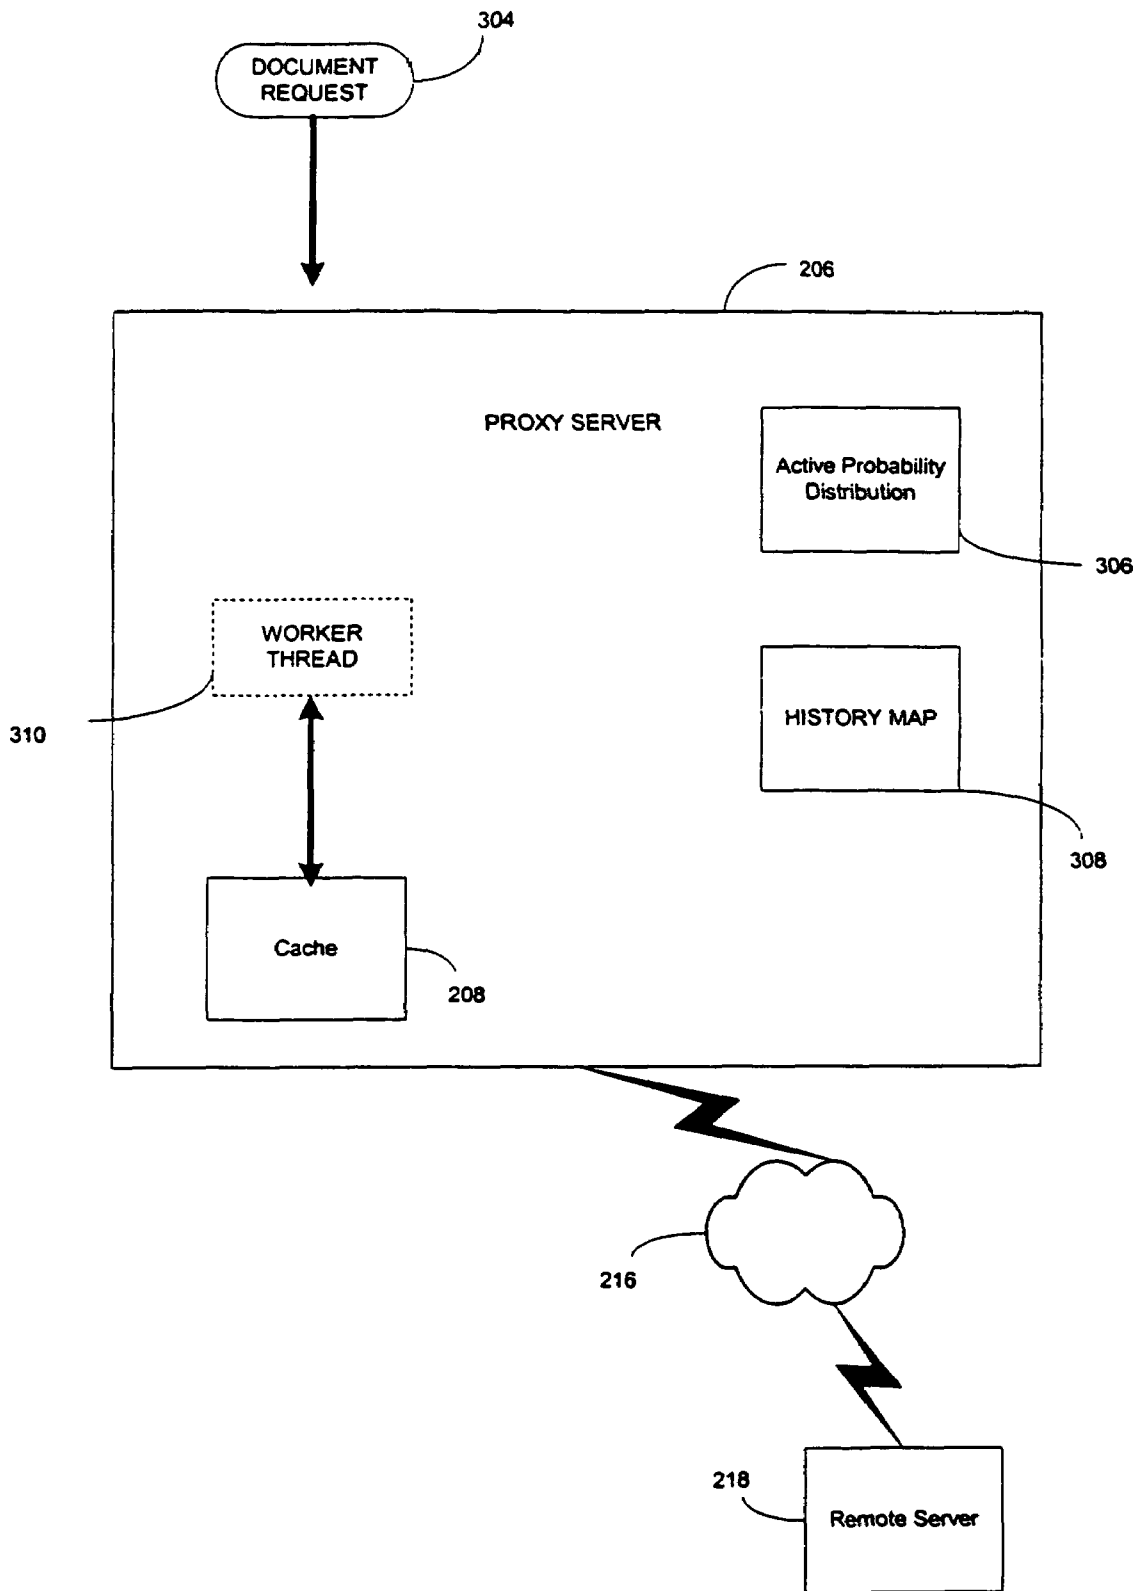 304
DOCUMENT
REQUEST
206
PROXY SERVER
Active Probability
Distribution
306
WORKER
THREAD
310
HISTORY MAP
308
Cache
208
216
218
Remote Server